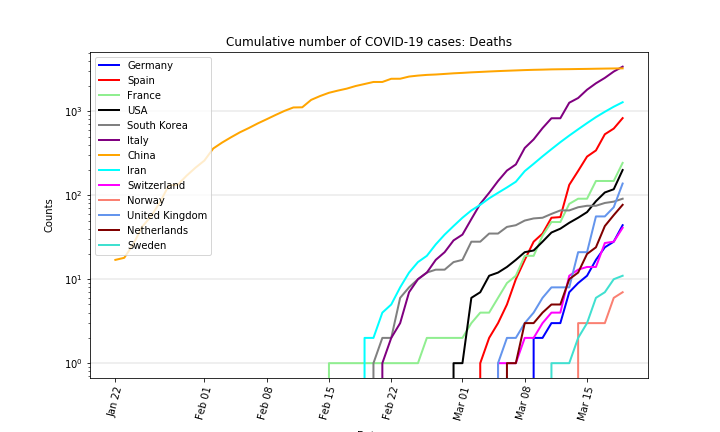 Cumulative number of COVID-19 cases: Deaths
Germany
Spain
France
USA
South Korea
Italy
China
Iran
Switzerland
Norway
United Kingdom
Netherlands
Sweden
Counts
10³
10²
10¹
10⁰
Jan 22
Feb 01
Feb 08
Feb 15
Feb 22
Mar 01
Mar 08
Mar 15